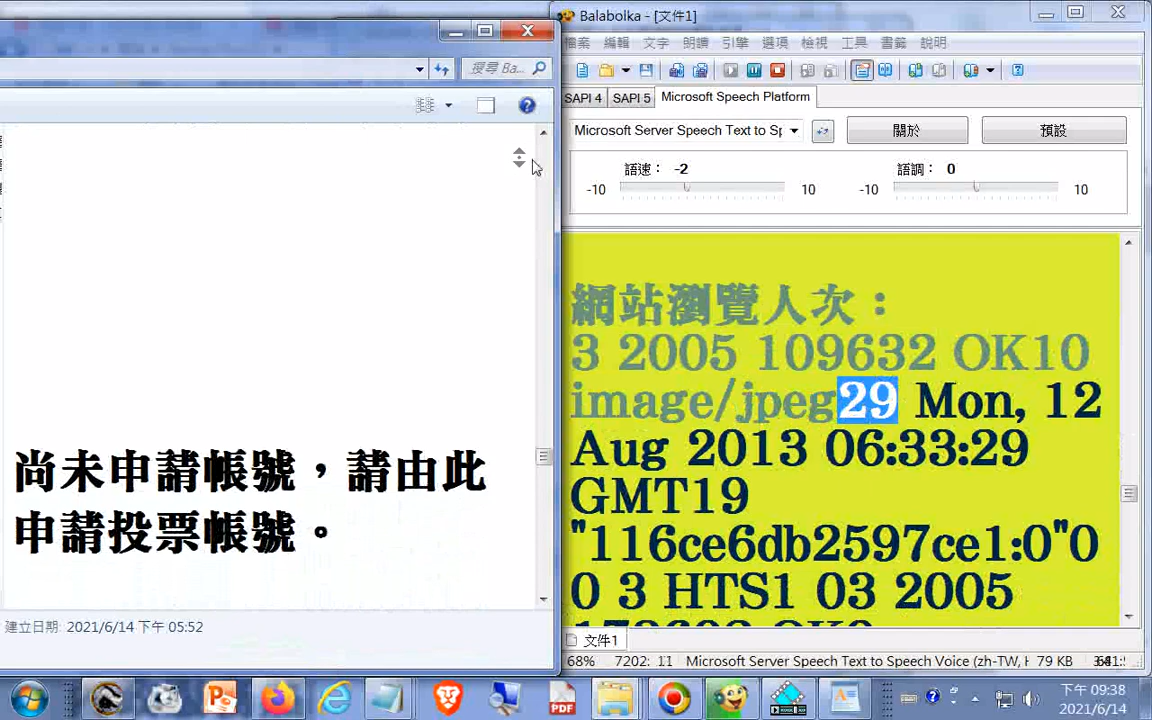 搜尋 Ba...
尚未申請帳號，請由此
申請投票帳號。
建立日期: 2021/6/14 下午 05:52
Balabolka - [文件1]
檔案 編輯 文字 朗讀 引擎 選項 檢視 工具 書籤 說明
SAPI 4 SAPI 5 Microsoft Speech Platform
Microsoft Server Speech Text to Sp
關於 預設
語速： -2 語調： 0
-10 10 -10 10
網站瀏覽人次：
3 2005 109632 OK10
image/jpeg29 Mon, 12
Aug 2013 06:33:29
GMT19
"116ce6db2597ce1:0"0
0 3 HTS1 03 2005
文件1
68% 7202: 11 Microsoft Server Speech Text to Speech Voice (zh-TW, H 79 KB
PDF
下午 09:38
2021/6/14